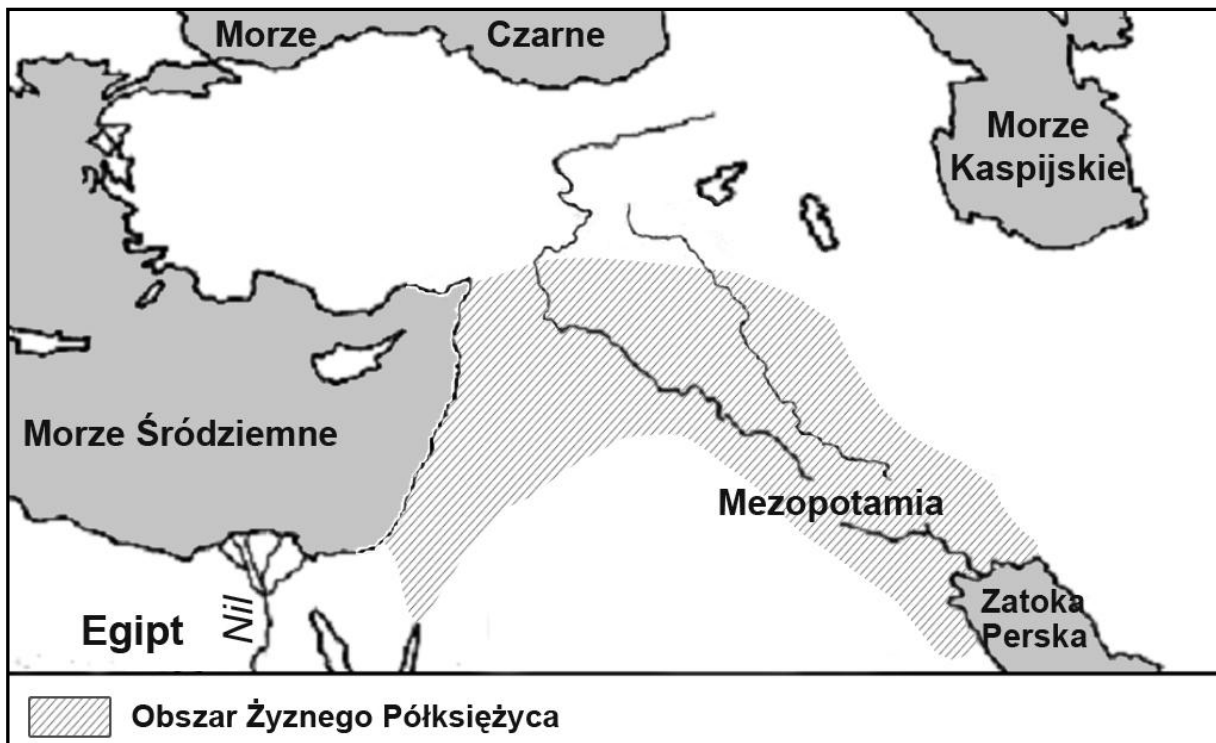 Morze Czarne
Morze
Kaspijskie
Morze Śródziemne
Mezopotamia
Zatoka
Perska
Egipt
Nil
Obszar Żyznego Półksiężyca